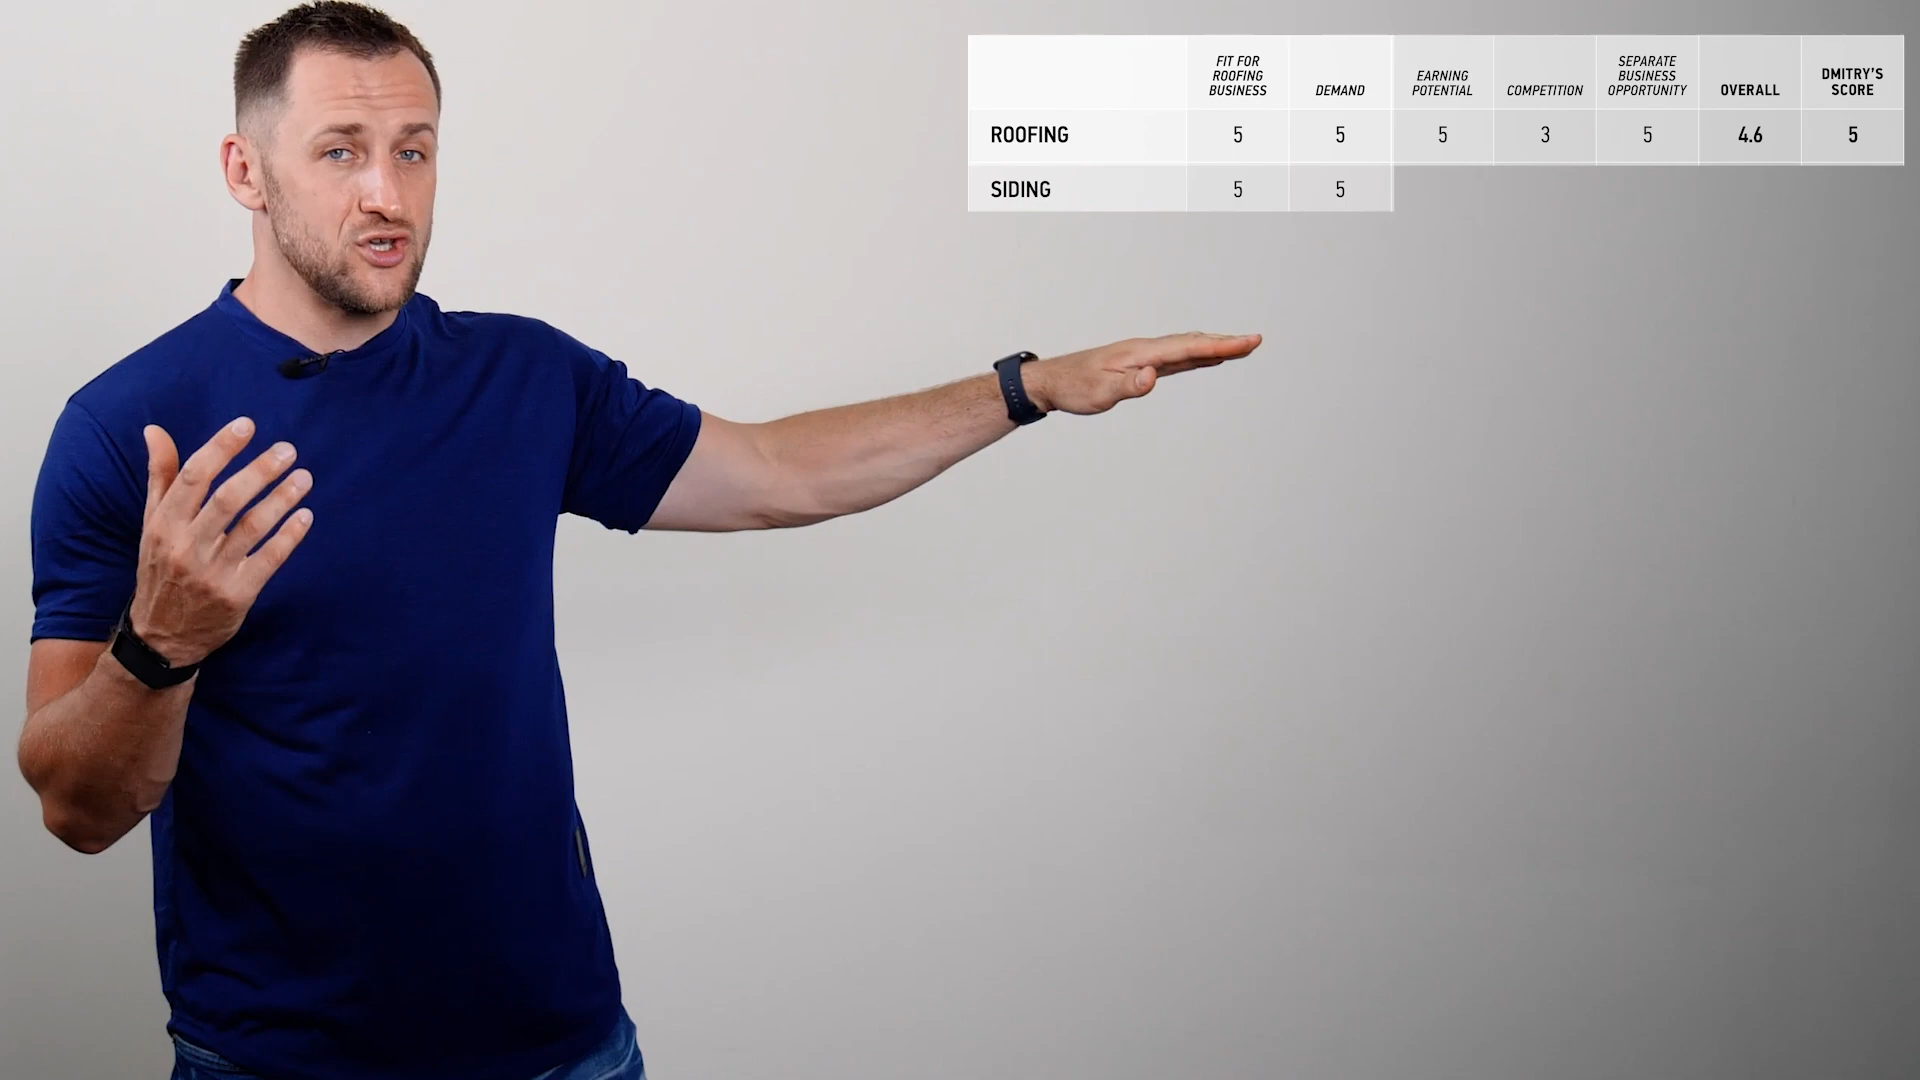 FIT FOR
ROOFING
BUSINESS
DEMAND
EARNING
POTENTIAL
COMPETITION
SEPARATE
BUSINESS
OPPORTUNITY
OVERALL
DMITRY'S
SCORE
ROOFING 5 5 5 3 5 4.6 5
SIDING 5 5